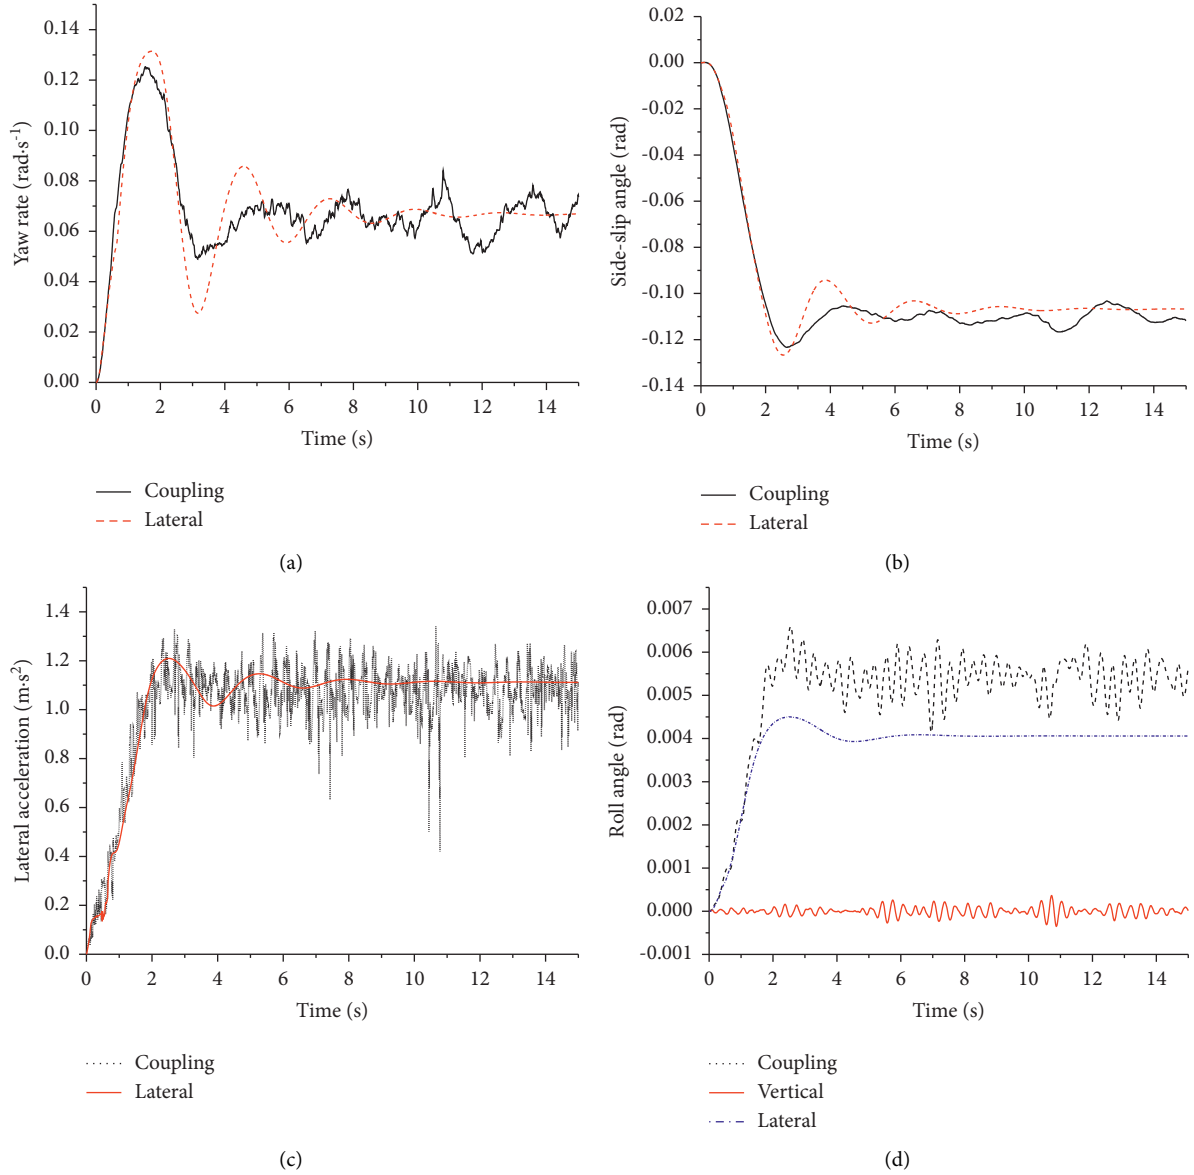 0.14
0.12
0.10
0.08
0.06
0.04
0.02
0.00
Yaw rate (rad·s-1)
0 2 4 6 8 10 12 14
Time (s)
Coupling
Lateral
(a)
0.02
0.00
-0.02
-0.04
-0.06
-0.08
-0.10
-0.12
-0.14
Side-slip angle (rad)
0 2 4 6 8 10 12 14
Time (s)
Coupling
Lateral
(b)
1.4
1.2
1.0
0.8
0.6
0.4
0.2
0.0
Lateral acceleration (m·s2)
0 2 4 6 8 10 12 14
Time (s)
Coupling
Lateral
(c)
0.007
0.006
0.005
0.004
0.003
0.002
0.001
0.000
-0.001
Roll angle (rad)
0 2 4 6 8 10 12 14
Time (s)
Coupling
Vertical
Lateral
(d)